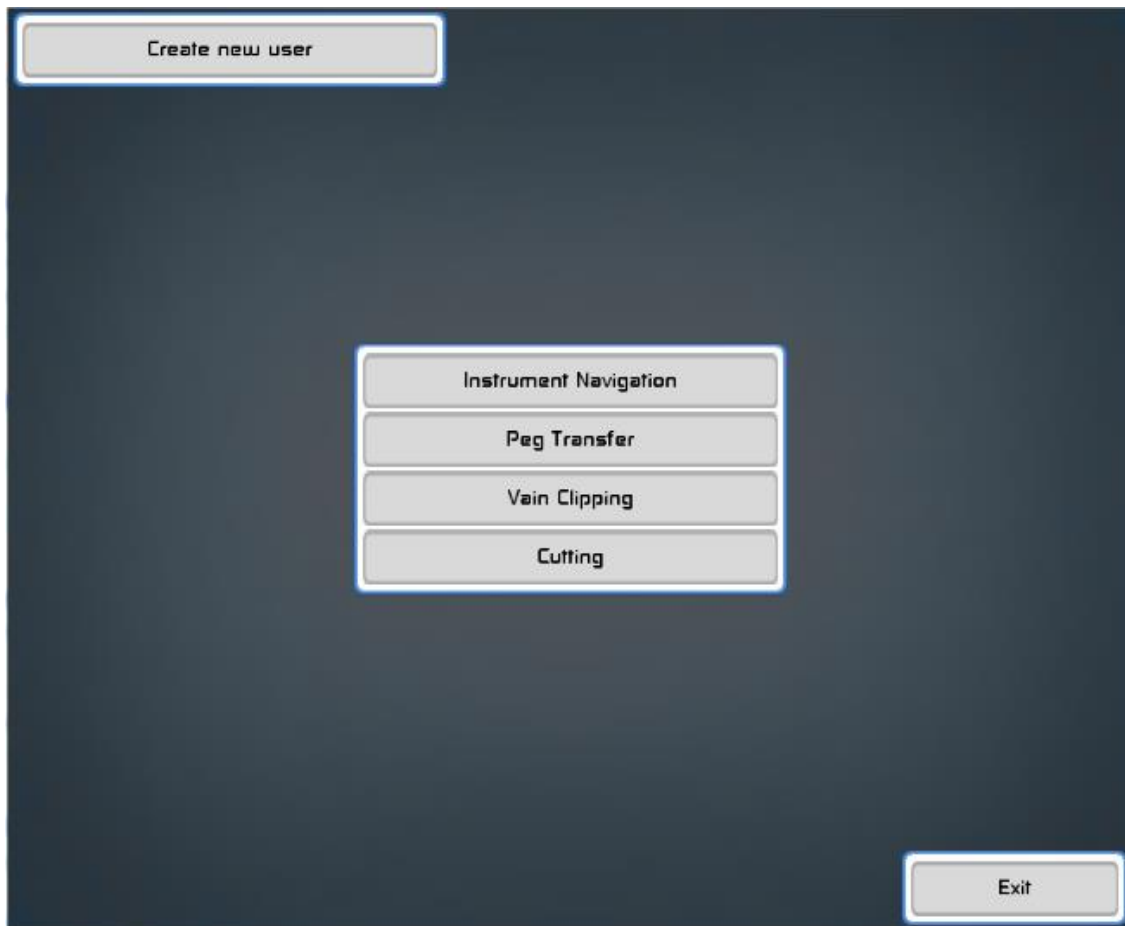 Create new user
Instrument Navigation
Peg Transfer
Vain Clipping
Cutting
Exit